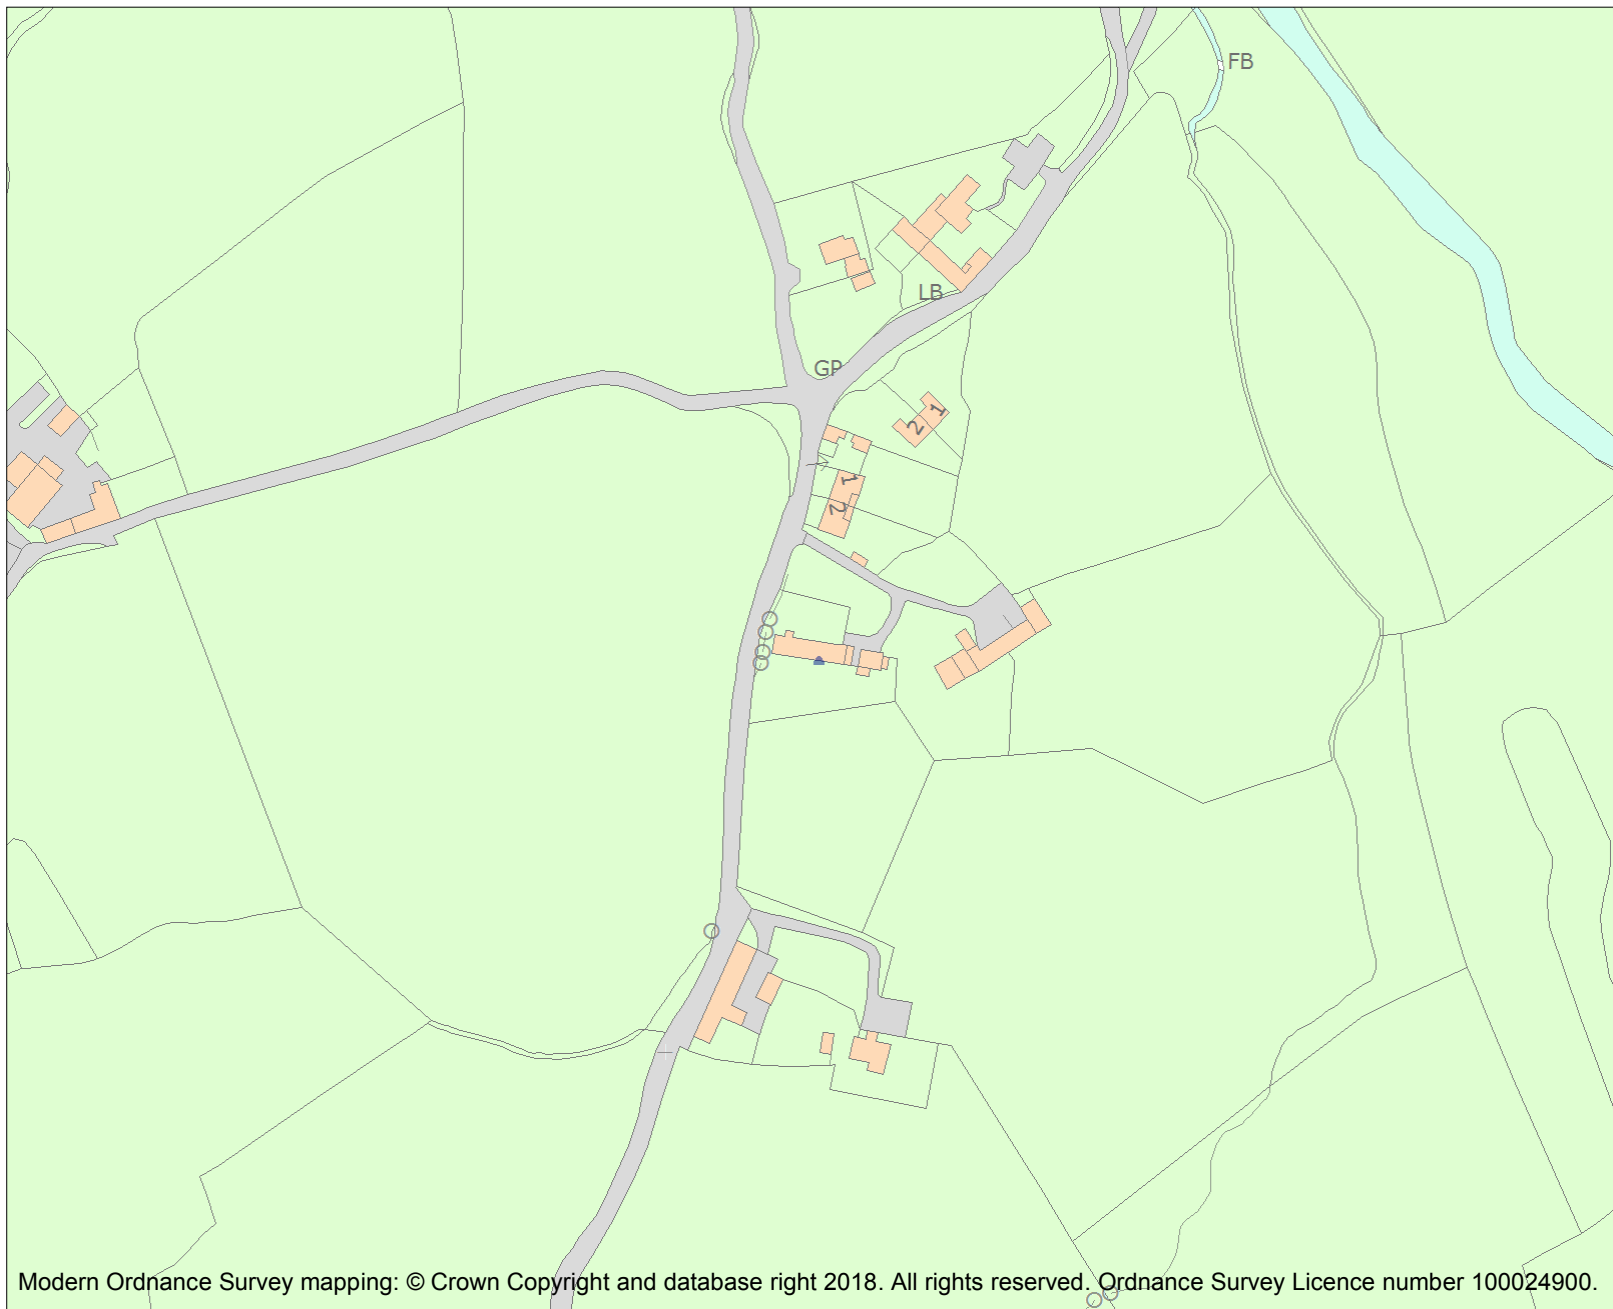 FB
LB
GP
1
2
1
2
Modern Ordnance Survey mapping: © Crown Copyright and database right 2018. All rights reserved. Ordnance Survey Licence number 100024900.